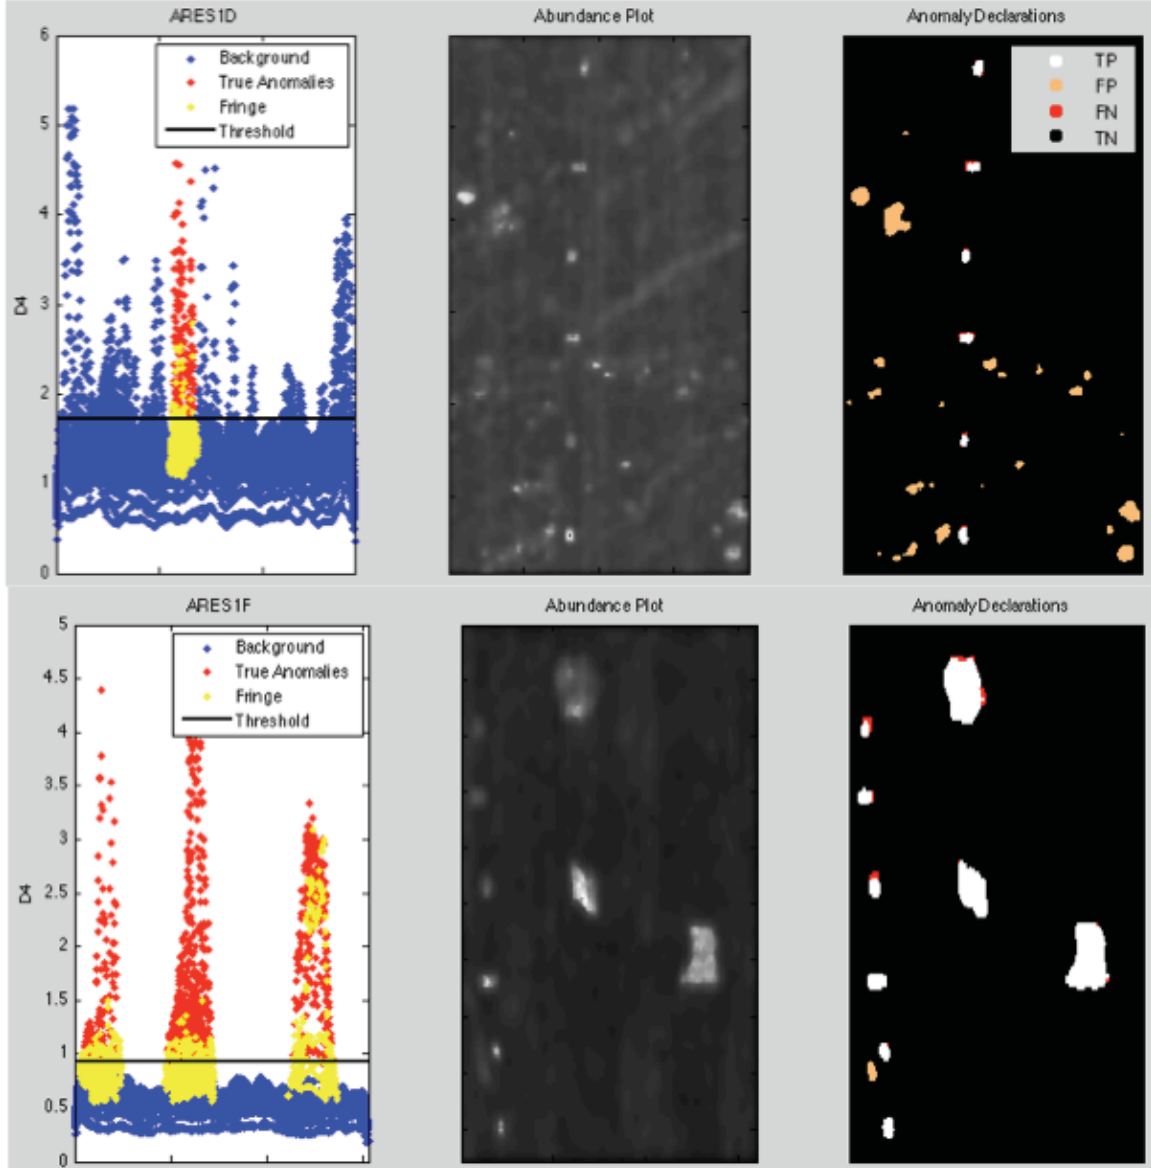 ARES1D
Abundance Plot
Anomaly Declarations
6
5
4
3
2
1
0
D4
Background
True Anomalies
Fringe
Threshold
TP
FP
FN
TN
ARES1F
Abundance Plot
Anomaly Declarations
5
4.5
4
3.5
3
2.5
2
1.5
1
0.5
0
D4
Background
True Anomalies
Fringe
Threshold